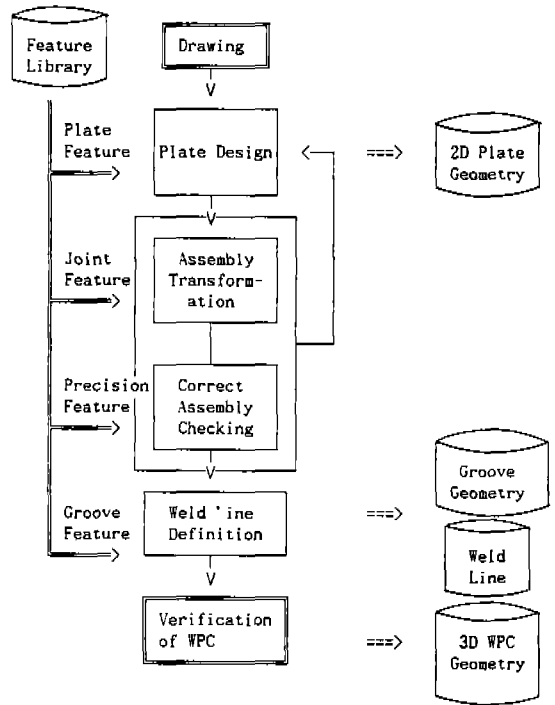 Feature
Library
Drawing
Plate
Feature
Plate Design
2D Plate
Geometry
Joint
Feature
Assembly
Transform-
ation
Precision
Feature
Correct
Assembly
Checking
Groove
Geometry
Groove
Feature
Weld 'ine
Definition
Weld
Line
Verification
of WPC
3D WPC
Geometry